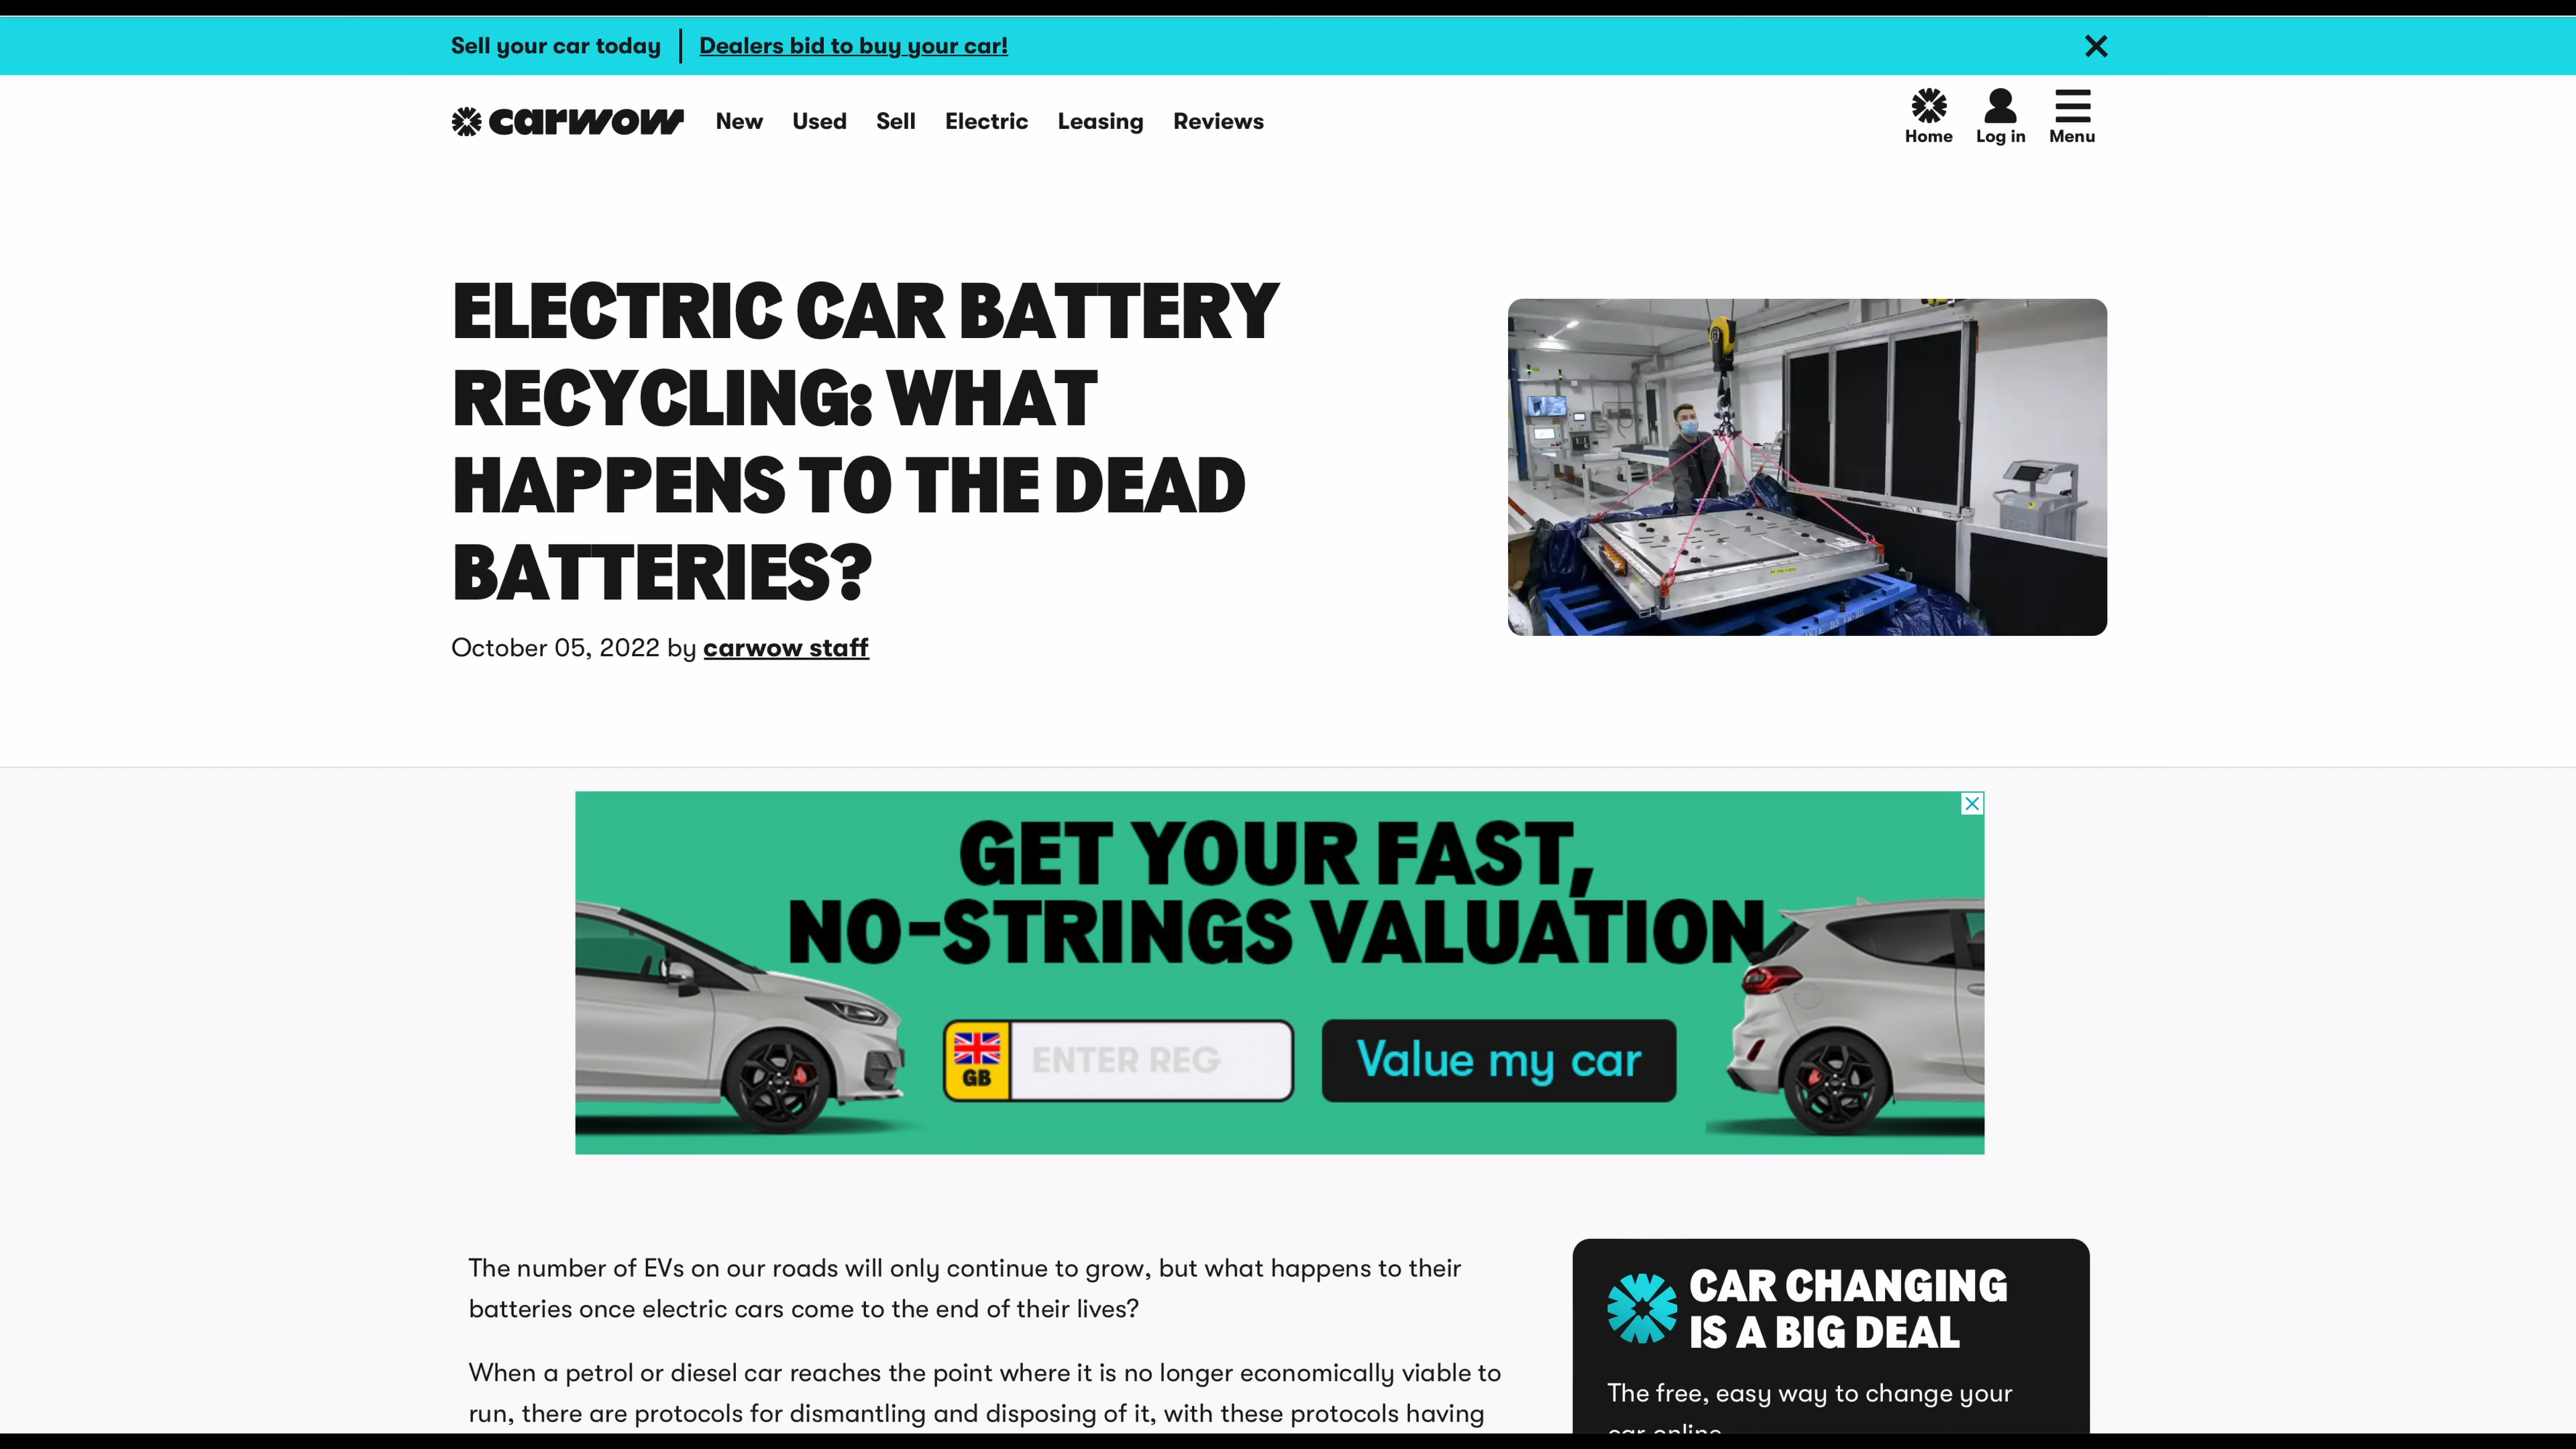 Sell your car today
Dealers bid to buy your car!
carwow
New
Used
Sell
Electric
Leasing
Reviews
Home
Log in
Menu
ELECTRIC CAR BATTERY
RECYCLING: WHAT
HAPPENS TO THE DEAD
BATTERIES?
October 05, 2022 by carwow staff
GET YOUR FAST,
NO-STRINGS VALUATION
GB
ENTER REG
Value my car
The number of EVs on our roads will only continue to grow, but what happens to their
batteries once electric cars come to the end of their lives?
When a petrol or diesel car reaches the point where it is no longer economically viable to
run, there are protocols for dismantling and disposing of it, with these protocols having
CAR CHANGING
IS A BIG DEAL
The free, easy way to change your
car online